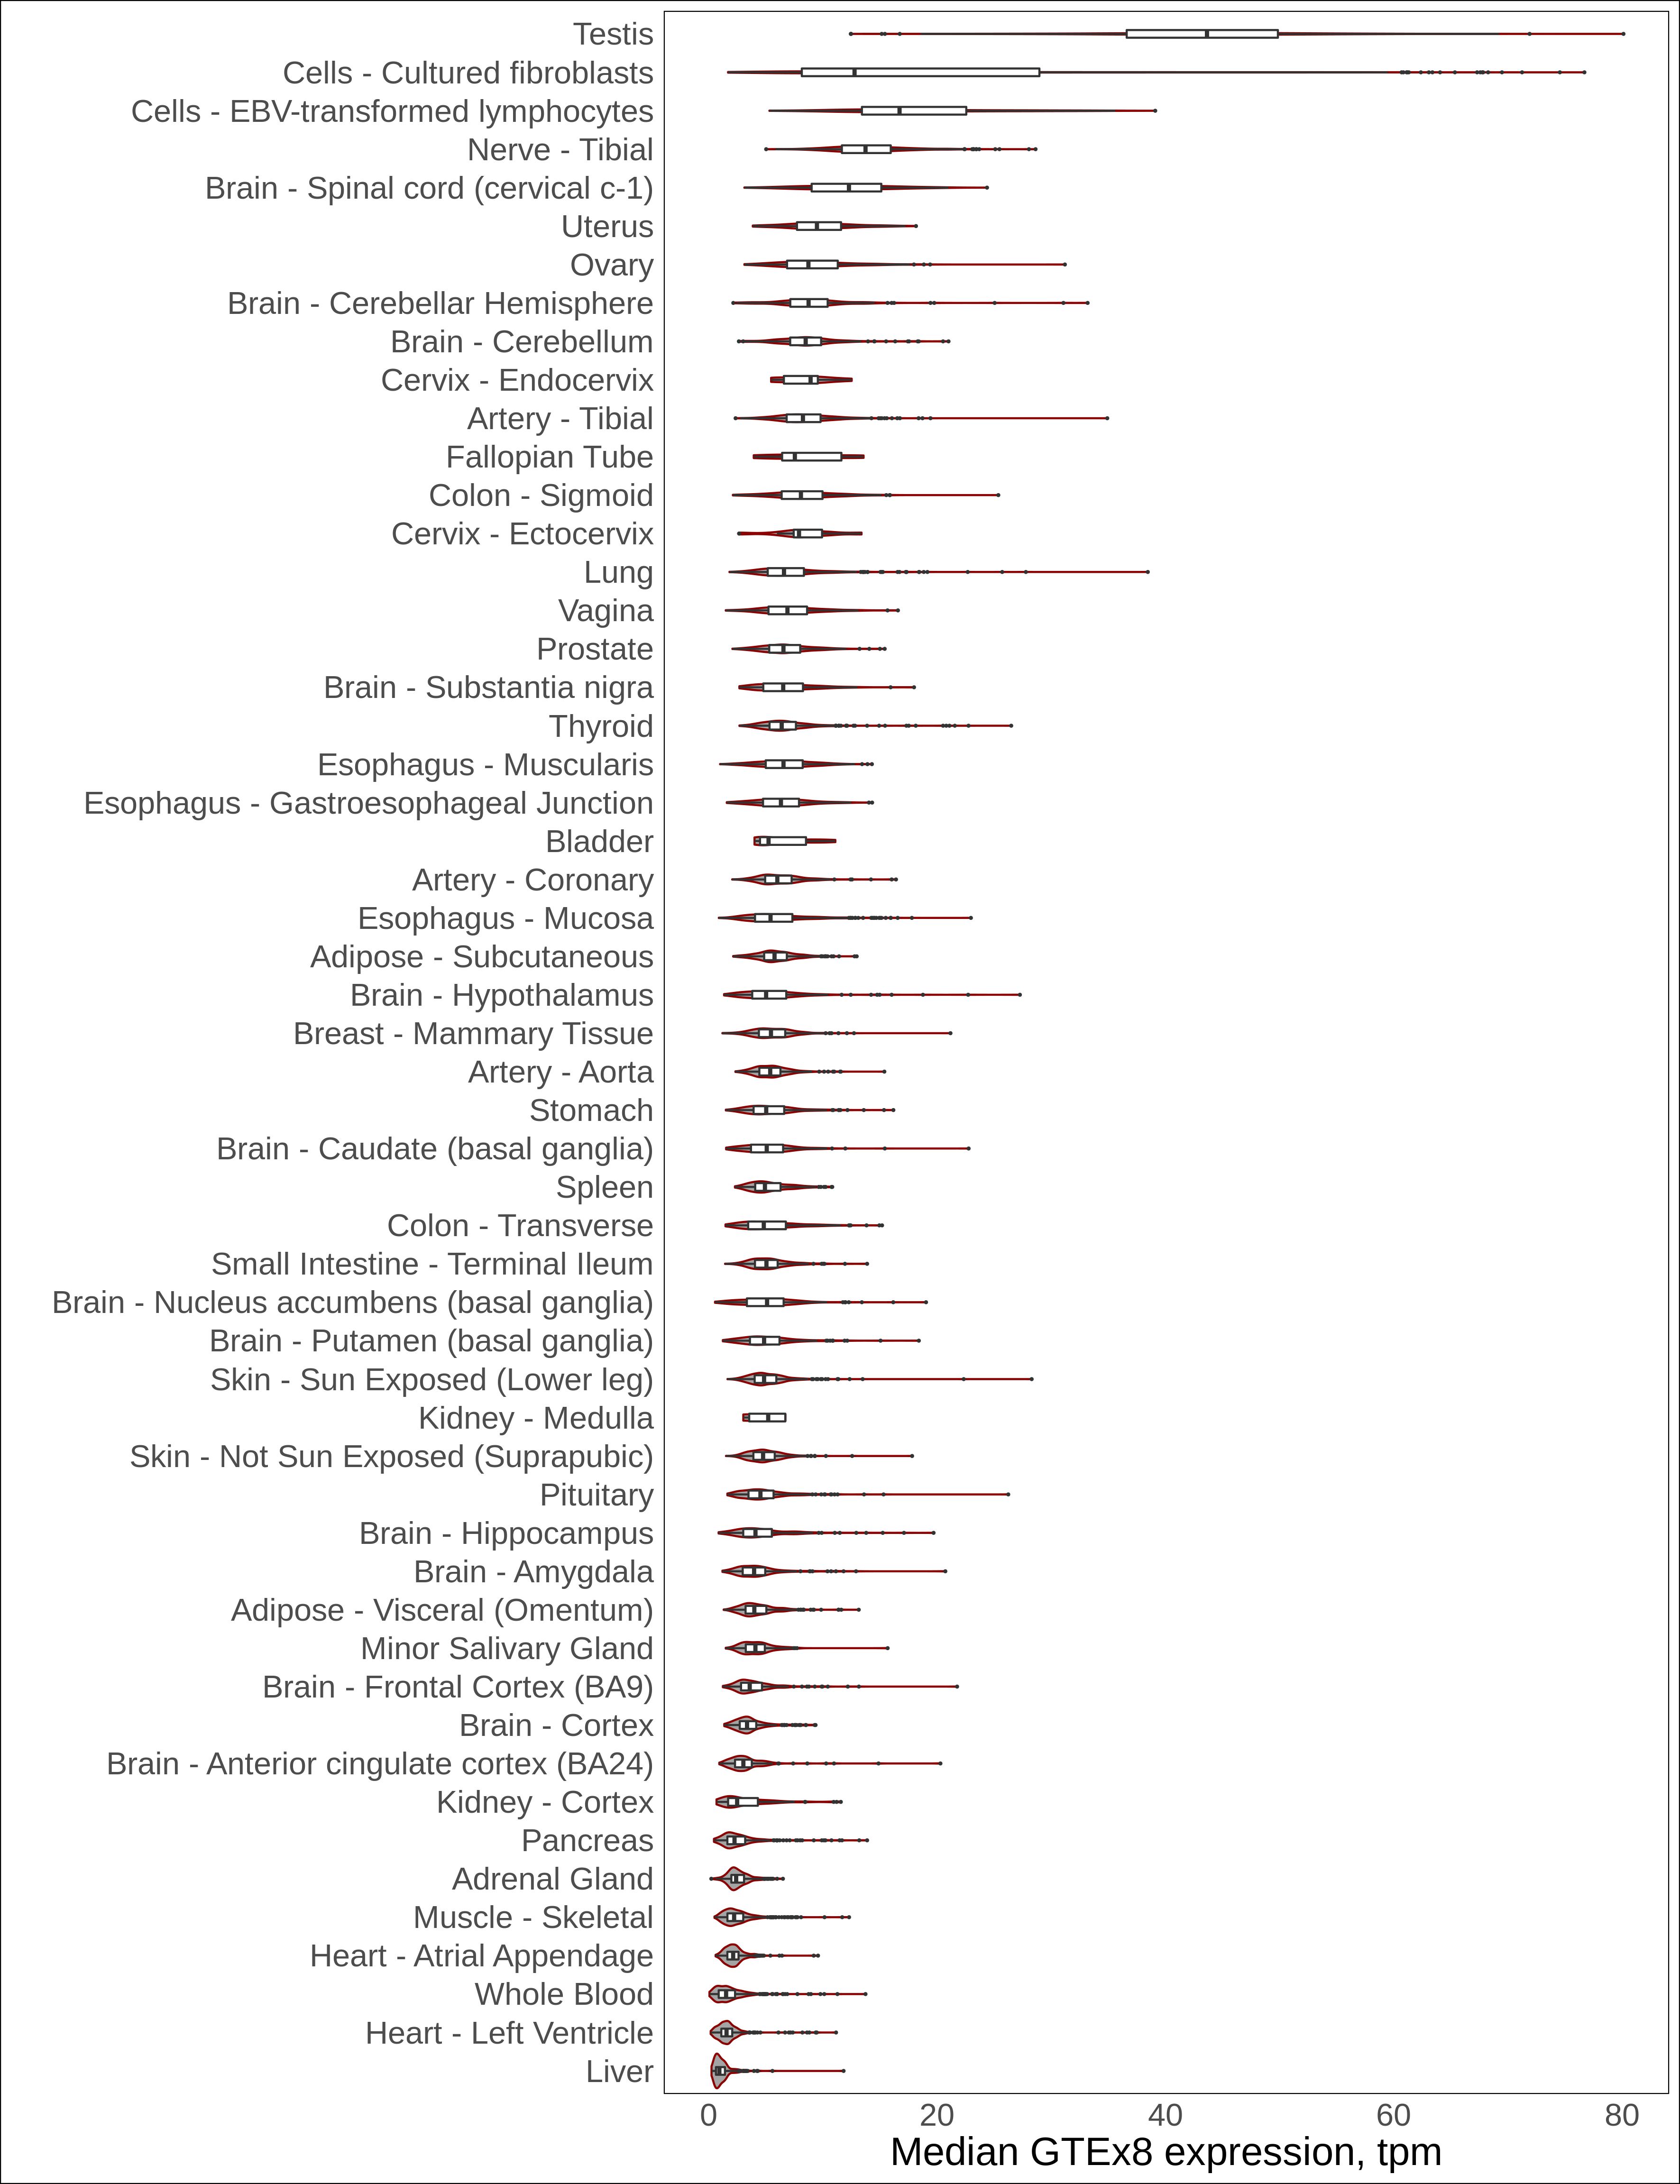 Testis
Cells - Cultured fibroblasts
Cells - EBV-transformed lymphocytes
Nerve - Tibial
Brain - Spinal cord (cervical c-1)
Uterus
Ovary
Brain - Cerebellar Hemisphere
Brain - Cerebellum
Cervix - Endocervix
Artery - Tibial
Fallopian Tube
Colon - Sigmoid
Cervix - Ectocervix
Lung
Vagina
Prostate
Brain - Substantia nigra
Thyroid
Esophagus - Muscularis
Esophagus - Gastroesophageal Junction
Bladder
Artery - Coronary
Esophagus - Mucosa
Adipose - Subcutaneous
Brain - Hypothalamus
Breast - Mammary Tissue
Artery - Aorta
Stomach
Brain - Caudate (basal ganglia)
Spleen
Colon - Transverse
Small Intestine - Terminal Ileum
Brain - Nucleus accumbens (basal ganglia)
Brain - Putamen (basal ganglia)
Skin - Sun Exposed (Lower leg)
Kidney - Medulla
Skin - Not Sun Exposed (Suprapubic)
Pituitary
Brain - Hippocampus
Brain - Amygdala
Adipose - Visceral (Omentum)
Minor Salivary Gland
Brain - Frontal Cortex (BA9)
Brain - Cortex
Brain - Anterior cingulate cortex (BA24)
Kidney - Cortex
Pancreas
Adrenal Gland
Muscle - Skeletal
Heart - Atrial Appendage
Whole Blood
Heart - Left Ventricle
Liver
0 20 40 60 80
Median GTEx8 expression, tpm